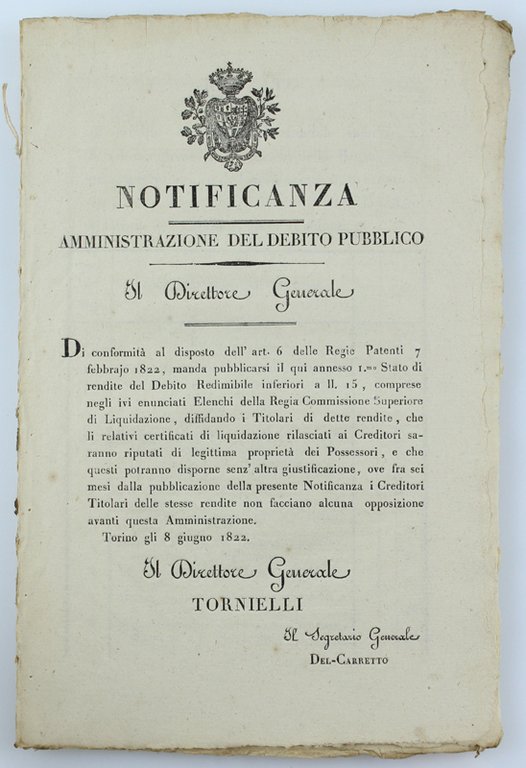 NOTIFICANZA
AMMINISTRAZIONE DEL DEBITO PUBBLICO
Il Direttore Generale
Di conformità al disposto dell' art. 6 delle Regie Patenti 7
febbrajo 1822, manda pubblicarsi il qui annesso 1.mo Stato di
rendite del Debito Redimibile inferiori a ll. 15, comprese
negli ivi enunciati Elenchi della Regia Commissione Superiore
di Liquidazione, diffidando i Titolari di dette rendite, che
li relativi certificati di liquidazione rilasciati ai Creditori sa-
ranno riputati di legittima proprietà dei Possessori, e che
questi potranno disporne senz' altra giustificazione, ove fra sei
mesi dalla pubblicazione della presente Notificanza i Creditori
Titolari delle stesse rendite non facciano alcuna opposizione
avanti questa Amministrazione.
Torino gli 8 giugno 1822.
Il Direttore Generale
TORNIELLI
Il Segretario Generale
DEL-CARRETTO